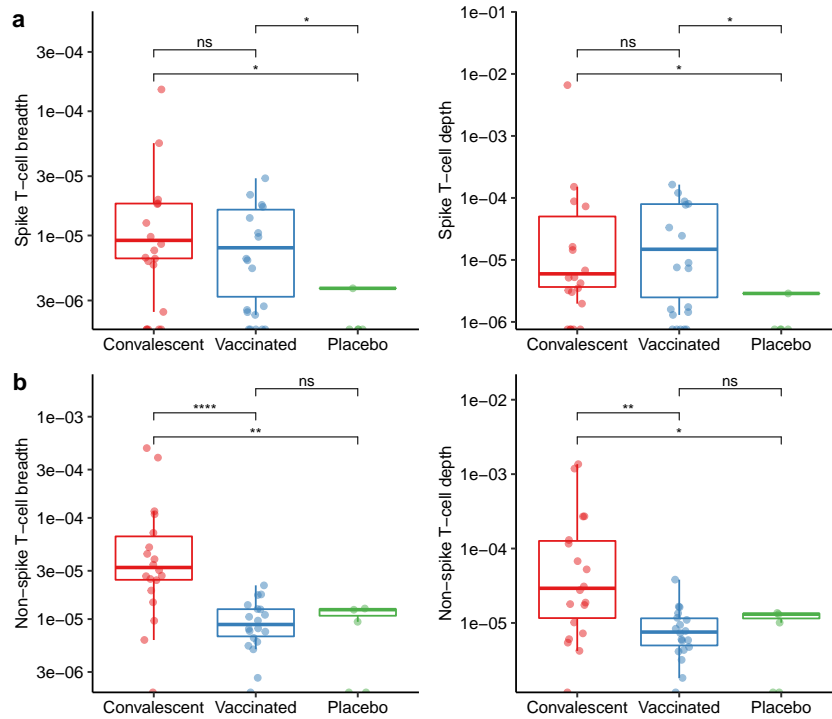 a
Spike T−cell breadth
3e−04
1e−04
3e−05
1e−05
3e−06
ns
*
*
Convalescent Vaccinated Placebo
Spike T−cell depth
1e−01
1e−02
1e−03
1e−04
1e−05
1e−06
ns
*
*
Convalescent Vaccinated Placebo
b
Non−spike T−cell breadth
1e−03
3e−04
1e−04
3e−05
1e−05
3e−06
ns
****
**
Convalescent Vaccinated Placebo
Non−spike T−cell depth
1e−02
1e−03
1e−04
1e−05
ns
**
*
Convalescent Vaccinated Placebo